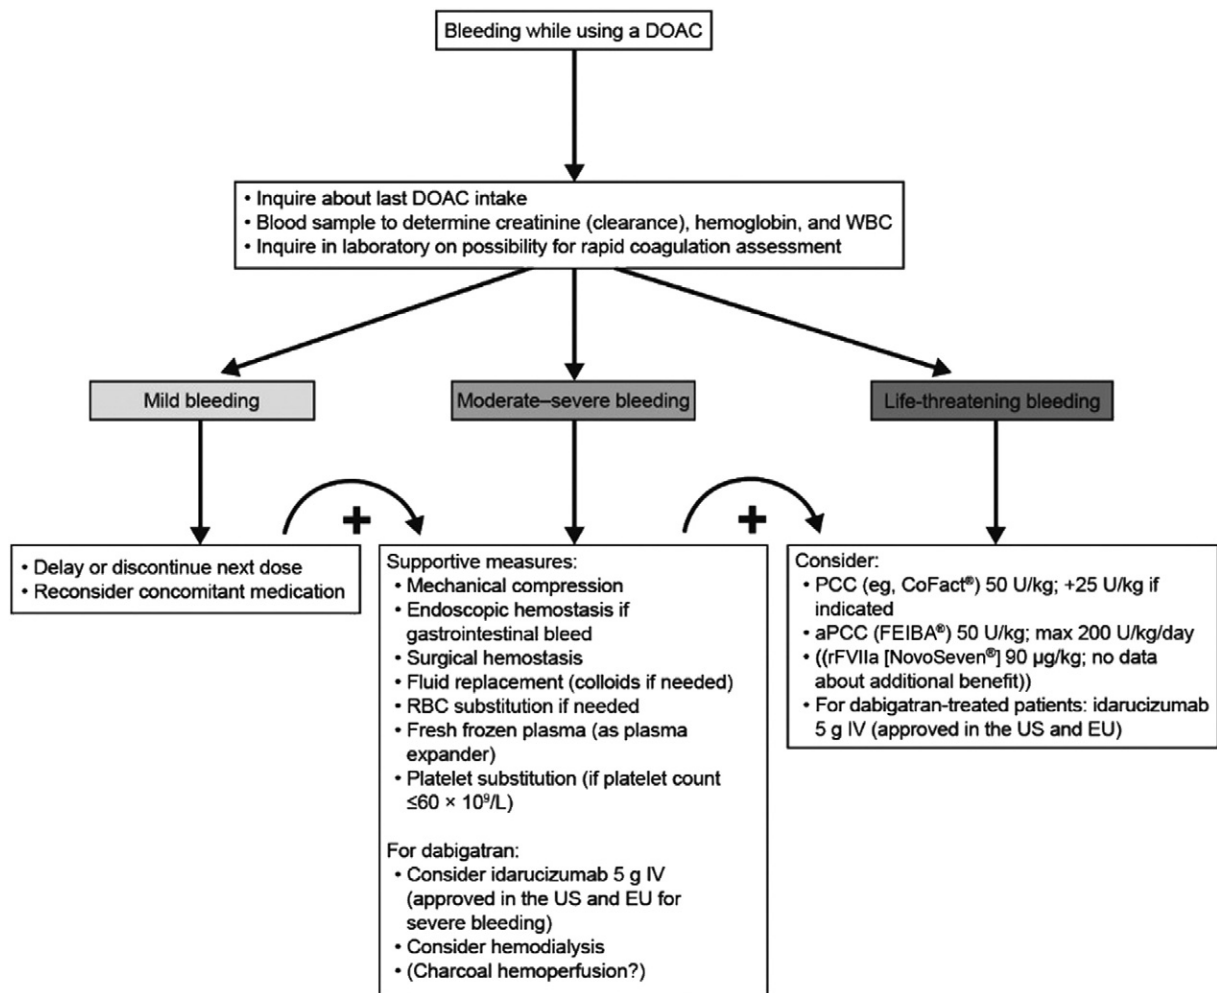 Bleeding while using a DOAC
• Inquire about last DOAC intake
• Blood sample to determine creatinine (clearance), hemoglobin, and WBC
• Inquire in laboratory on possibility for rapid coagulation assessment
Mild bleeding
Moderate–severe bleeding
Life-threatening bleeding
+
+
• Delay or discontinue next dose
• Reconsider concomitant medication
Supportive measures:
• Mechanical compression
• Endoscopic hemostasis if
gastrointestinal bleed
• Surgical hemostasis
• Fluid replacement (colloids if needed)
• RBC substitution if needed
• Fresh frozen plasma (as plasma
expander)
• Platelet substitution (if platelet count
≤60 × 10⁹/L)
For dabigatran:
• Consider idarucizumab 5 g IV
(approved in the US and EU for
severe bleeding)
• Consider hemodialysis
• (Charcoal hemoperfusion?)
Consider:
• PCC (eg, CoFact®) 50 U/kg; +25 U/kg if
indicated
• aPCC (FEIBA®) 50 U/kg; max 200 U/kg/day
• ((rFVIIa [NovoSeven®] 90 µg/kg; no data
about additional benefit))
• For dabigatran-treated patients: idarucizumab
5 g IV (approved in the US and EU)